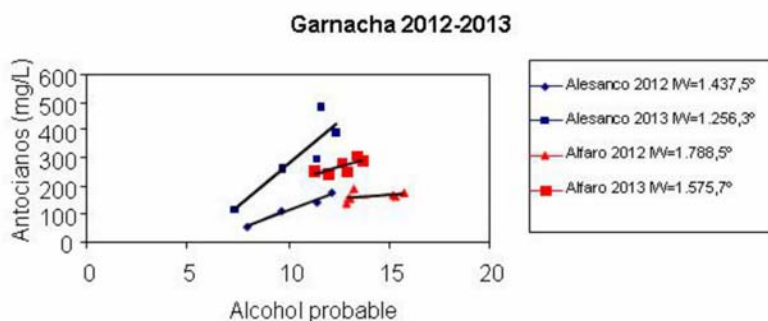 Garnacha 2012-2013
Antocianos (mg/L)
600
500
400
300
200
100
0
0 5 10 15 20
Alcohol probable
Alesanco 2012 IW=1.437,5º
Alesanco 2013 IW=1.256,3º
Alfaro 2012 IW=1.788,5º
Alfaro 2013 IW=1.575,7º